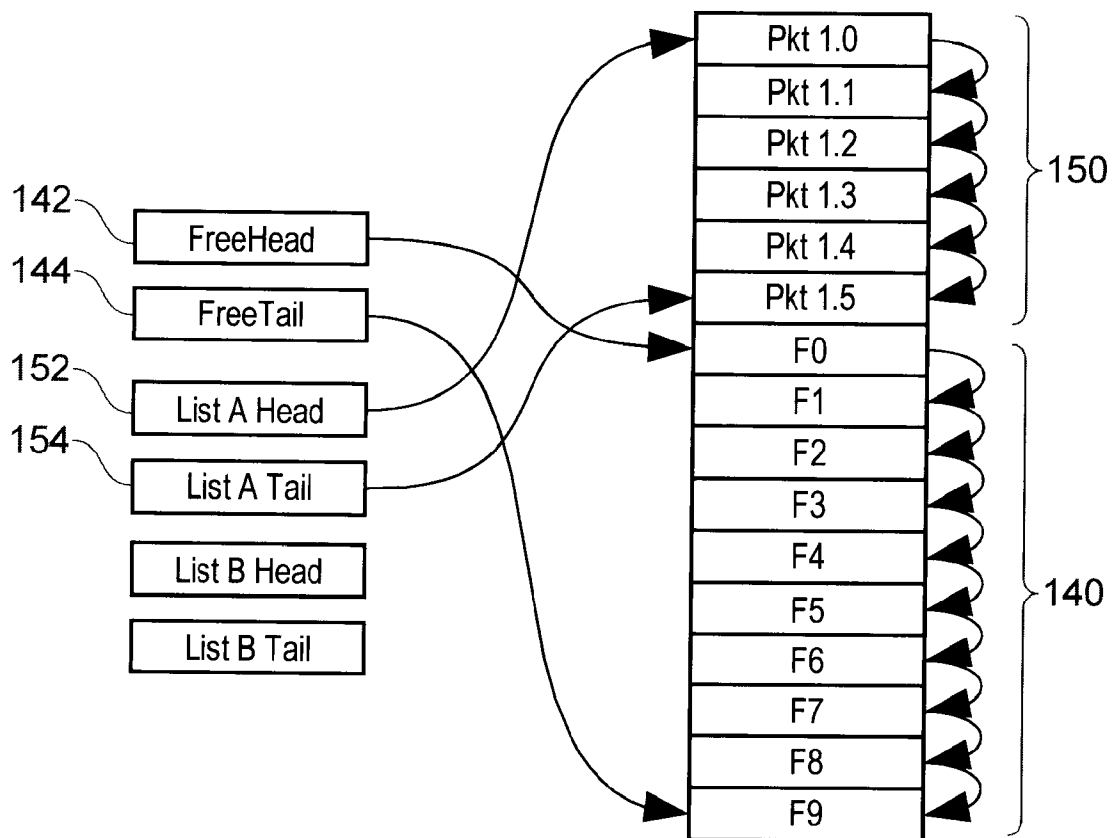 142
FreeHead
144
FreeTail
152
List A Head
154
List A Tail
List B Head
List B Tail
Pkt 1.0
Pkt 1.1
Pkt 1.2
Pkt 1.3
Pkt 1.4
Pkt 1.5
F0
F1
F2
F3
F4
F5
F6
F7
F8
F9
150
140